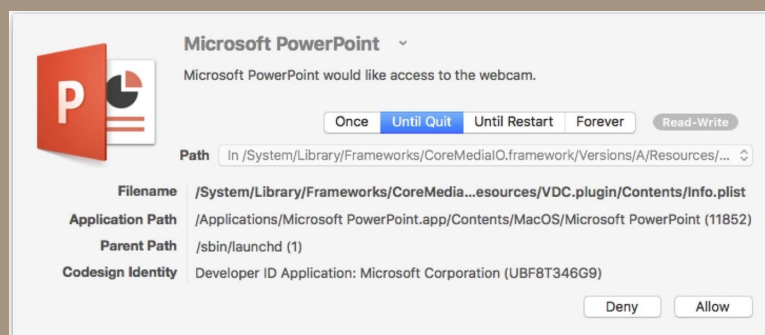 Microsoft PowerPoint
Microsoft PowerPoint would like access to the webcam.
Once Until Quit Until Restart Forever Read-Write
Path In /System/Library/Frameworks/CoreMediaIO.framework/Versions/A/Resources/...
Filename /System/Library/Frameworks/CoreMedia...esources/VDC.plugin/Contents/Info.plist
Application Path /Applications/Microsoft PowerPoint.app/Contents/MacOS/Microsoft PowerPoint (11852)
Parent Path /sbin/launchd (1)
Codesign Identity Developer ID Application: Microsoft Corporation (UBF8T346G9)
Deny Allow
P